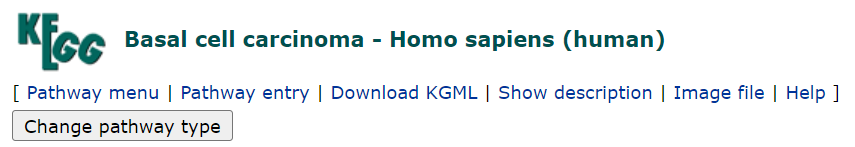 KEGG Basal cell carcinoma - Homo sapiens (human)
[ Pathway menu | Pathway entry | Download KGML | Show description | Image file | Help ]
Change pathway type